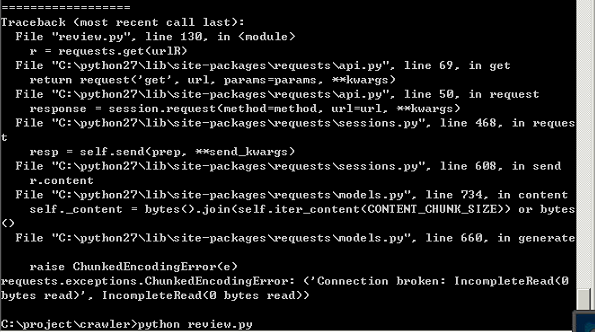 ===================
Traceback (most recent call last):
  File "review.py", line 130, in <module>
    r = requests.get(urlR)
  File "C:\python27\lib\site-packages\requests\api.py", line 69, in get
    return request('get', url, params=params, **kwargs)
  File "C:\python27\lib\site-packages\requests\api.py", line 50, in request
    response = session.request(method=method, url=url, **kwargs)
  File "C:\python27\lib\site-packages\requests\sessions.py", line 468, in reques
t
    resp = self.send(prep, **send_kwargs)
  File "C:\python27\lib\site-packages\requests\sessions.py", line 608, in send
    r.content
  File "C:\python27\lib\site-packages\requests\models.py", line 734, in content
    self._content = bytes().join(self.iter_content(CONTENT_CHUNK_SIZE)) or bytes
()
  File "C:\python27\lib\site-packages\requests\models.py", line 660, in generate
    raise ChunkedEncodingError(e)
requests.exceptions.ChunkedEncodingError: ('Connection broken: IncompleteRead(0
bytes read)', IncompleteRead(0 bytes read))
C:\project\crawler>python review.py